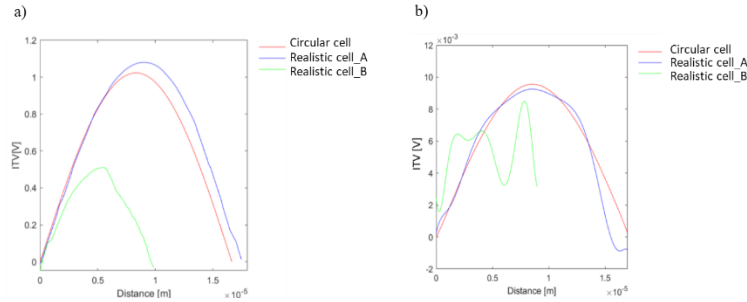 a)
Circular cell
Realistic cell_A
Realistic cell_B
1.2
1
0.8
0.6
0.4
0.2
0
ITV[V]
0 0.5 1 1.5
Distance [m]
×10⁻⁵
b)
Circular cell
Realistic cell_A
Realistic cell_B
12 ×10⁻³
10
8
6
4
2
0
-2
ITV [V]
0 0.5 1 1.5
Distance [m]
×10⁻⁵